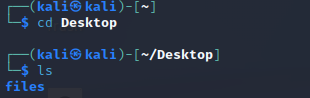 ┌──(kali㉿kali)-[~]
└─$ cd Desktop
┌──(kali㉿kali)-[~/Desktop]
└─$ ls
files